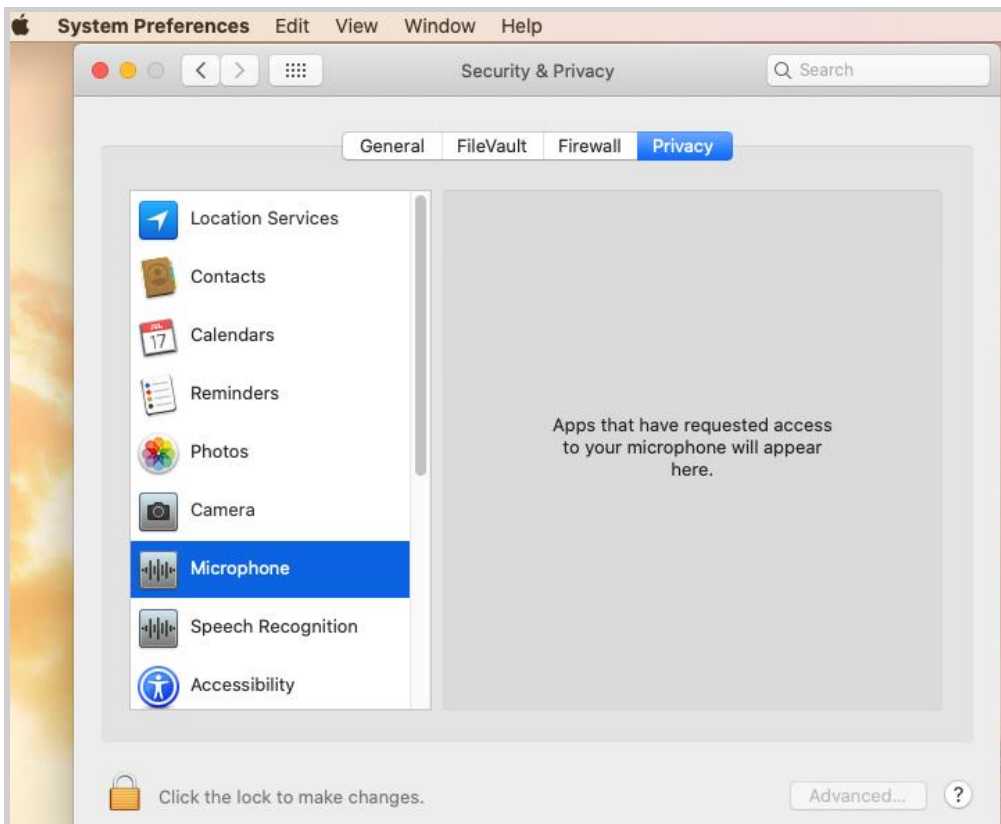 System Preferences Edit View Window Help
Security & Privacy Search
General FileVault Firewall Privacy
Location Services
Contacts
JUL
17
Calendars
Reminders
Photos
Camera
Microphone
Speech Recognition
Accessibility
Apps that have requested access
to your microphone will appear
here.
Click the lock to make changes. Advanced... ?